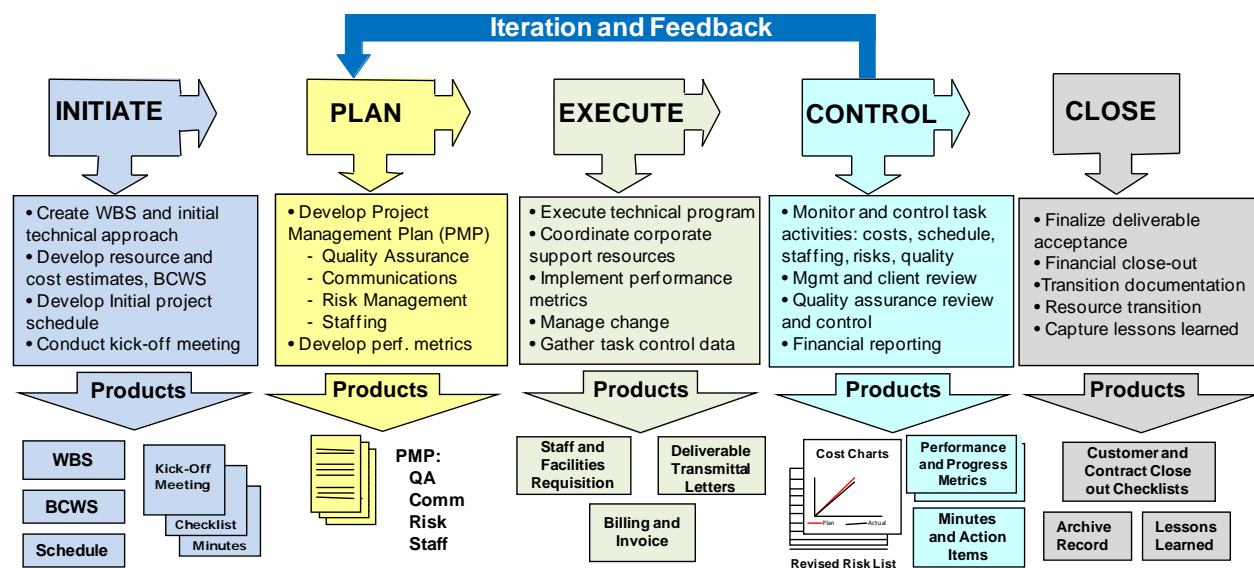 Iteration and Feedback
INITIATE
PLAN
EXECUTE
CONTROL
CLOSE
• Create WBS and initial
technical approach
• Develop resource and
cost estimates, BCWS
• Develop Initial project
schedule
• Conduct kick-off meeting
• Develop Project
Management Plan (PMP)
- Quality Assurance
- Communications
- Risk Management
- Staffing
• Develop perf. metrics
• Execute technical program
• Coordinate corporate
support resources
• Implement performance
metrics
• Manage change
• Gather task control data
• Monitor and control task
activities: costs, schedule,
staffing, risks, quality
• Mgmt and client review
• Quality assurance review
and control
• Financial reporting
• Finalize deliverable
acceptance
• Financial close-out
•Transition documentation
• Resource transition
• Capture lessons learned
Products
Products
Products
Products
Products
WBS
BCWS
Schedule
Kick-Off
Meeting
Checklist
Minutes
PMP:
QA
Comm
Risk
Staff
Staff and
Facilities
Requisition
Deliverable
Transmittal
Letters
Billing and
Invoice
Cost Charts
Plan
Actual
Revised Risk List
Performance
and Progress
Metrics
Minutes
and Action
Items
Customer and
Contract Close
out Checklists
Archive
Record
Lessons
Learned